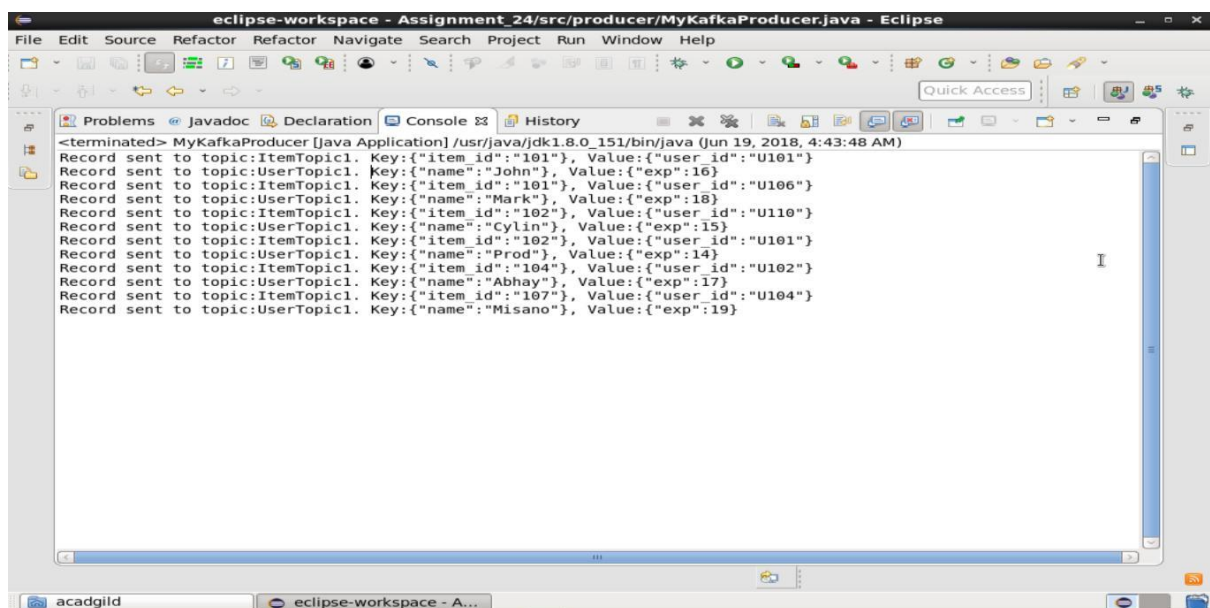 eclipse-workspace - Assignment_24/src/producer/MyKafkaProducer.java - Eclipse
File Edit Source Refactor Refactor Navigate Search Project Run Window Help
Quick Access
Problems Javadoc Declaration Console History
<terminated> MyKafkaProducer [Java Application] /usr/java/jdk1.8.0_151/bin/java (Jun 19, 2018, 4:43:48 AM)
Record sent to topic:ItemTopic1. Key:{"item_id":"101"}, Value:{"user_id":"U101"}
Record sent to topic:UserTopic1. Key:{"name":"John"}, Value:{"exp":16}
Record sent to topic:ItemTopic1. Key:{"item_id":"101"}, Value:{"user_id":"U106"}
Record sent to topic:UserTopic1. Key:{"name":"Mark"}, Value:{"exp":18}
Record sent to topic:ItemTopic1. Key:{"item_id":"102"}, Value:{"user_id":"U110"}
Record sent to topic:UserTopic1. Key:{"name":"Cylin"}, Value:{"exp":15}
Record sent to topic:ItemTopic1. Key:{"item_id":"102"}, Value:{"user_id":"U101"}
Record sent to topic:UserTopic1. Key:{"name":"Prod"}, Value:{"exp":14}
Record sent to topic:ItemTopic1. Key:{"item_id":"104"}, Value:{"user_id":"U102"}
Record sent to topic:UserTopic1. Key:{"name":"Abhay"}, Value:{"exp":17}
Record sent to topic:ItemTopic1. Key:{"item_id":"107"}, Value:{"user_id":"U104"}
Record sent to topic:UserTopic1. Key:{"name":"Misano"}, Value:{"exp":19}
acadgild
eclipse-workspace - A...